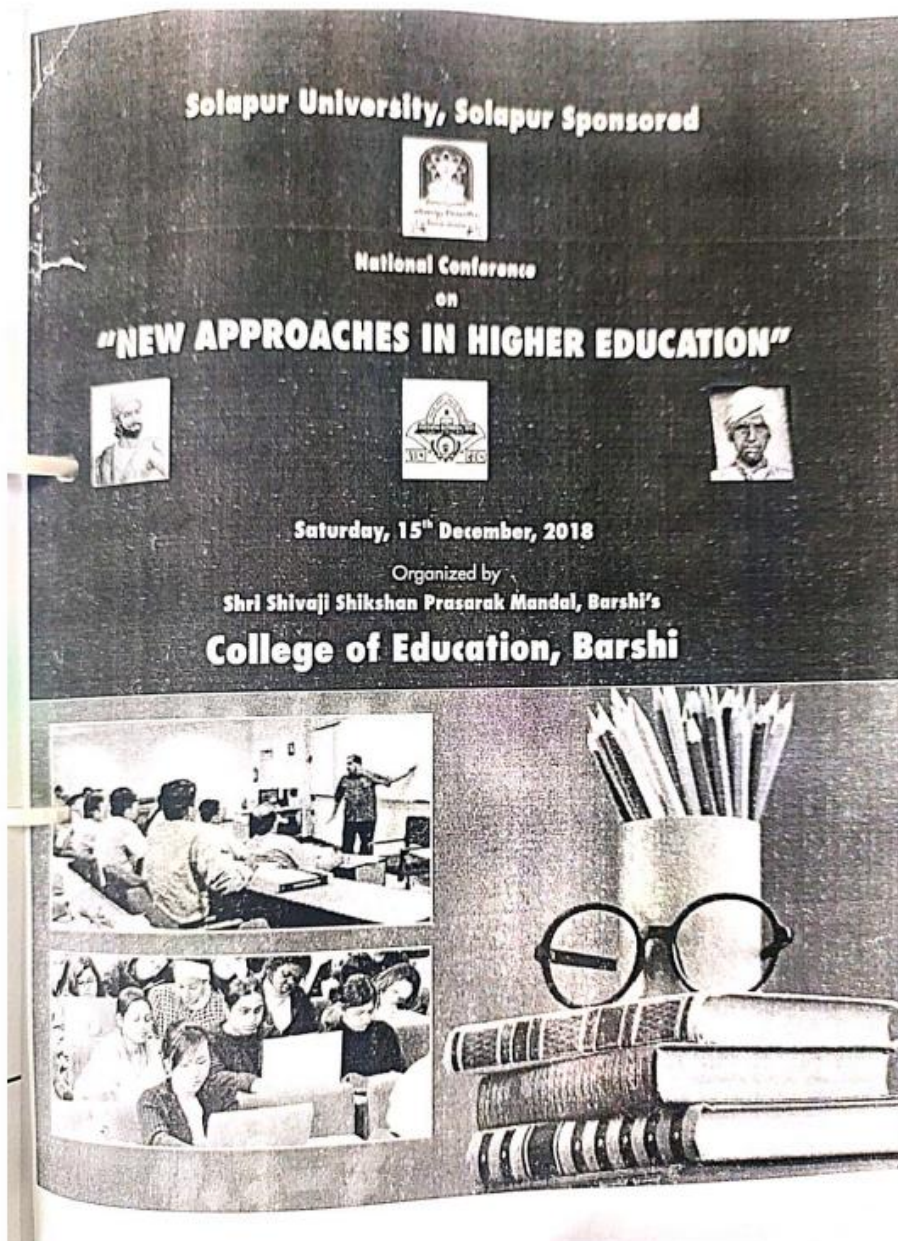 Solapur University, Solapur Sponsored
National Conference
on
"NEW APPROACHES IN HIGHER EDUCATION"
Saturday, 15th December, 2018
Organized by
Shri Shivaji Shikshan Prasarak Mandal, Barshi's
College of Education, Barshi